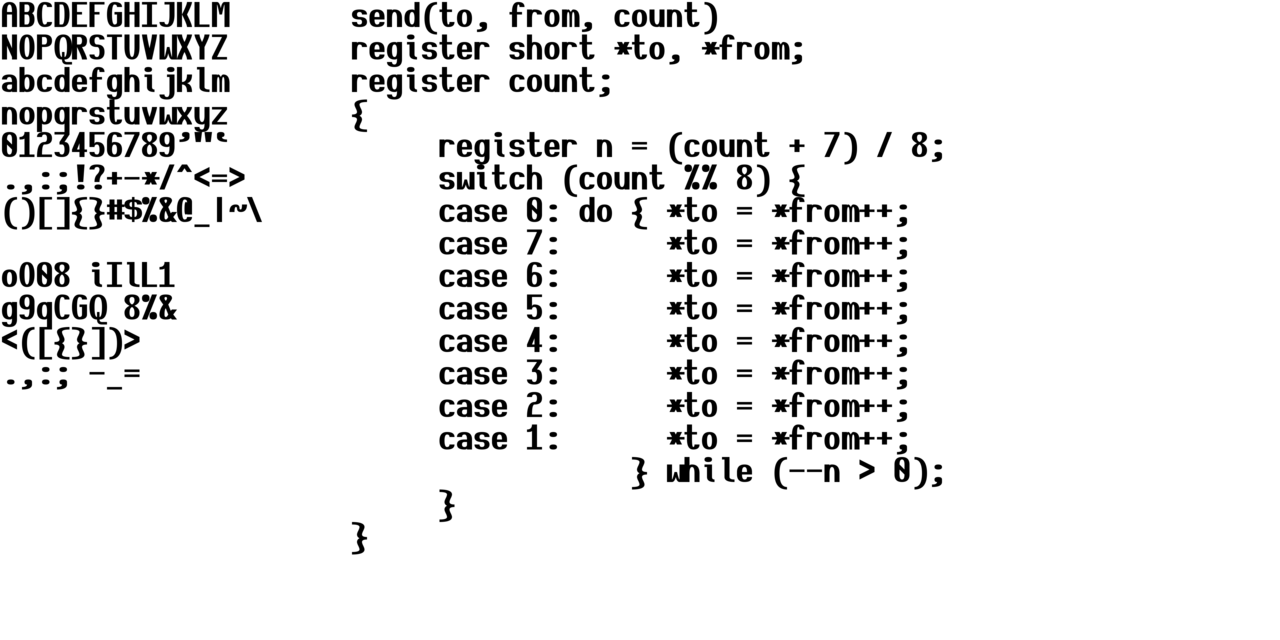 ABCDEFGHIJKLM
NOPQRSTUVWXYZ
abcdefghijklm
nopqrstuvwxyz
0123456789'"`
.,:;!?+-*/^<=>
()[]{}#$%&@_|~\
oO08 iIlL1
g9qCGQ 8%&
<([{}])>
.,:; -_=
send(to, from, count)
register short *to, *from;
register count;
{
     register n = (count + 7) / 8;
     switch (count %% 8) {
     case 0: do { *to = *from++;
     case 7:      *to = *from++;
     case 6:      *to = *from++;
     case 5:      *to = *from++;
     case 4:      *to = *from++;
     case 3:      *to = *from++;
     case 2:      *to = *from++;
     case 1:      *to = *from++;
                } while (--n > 0);
     }
}